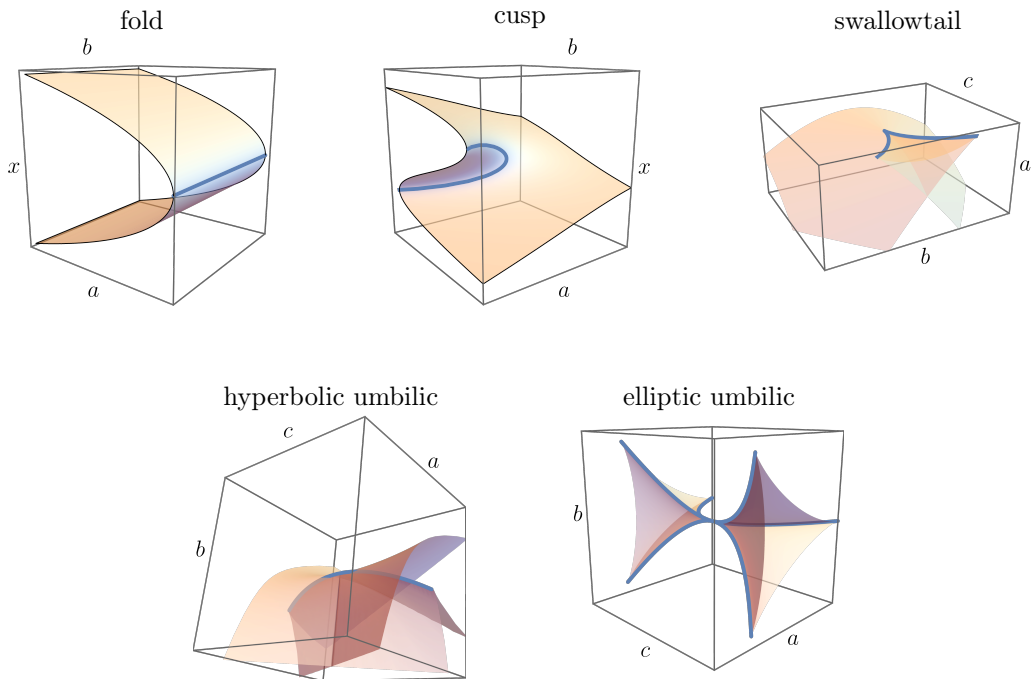 fold
b
x
a
cusp
b
x
a
swallowtail
c
a
b
hyperbolic umbilic
c
a
b
elliptic umbilic
b
c
a